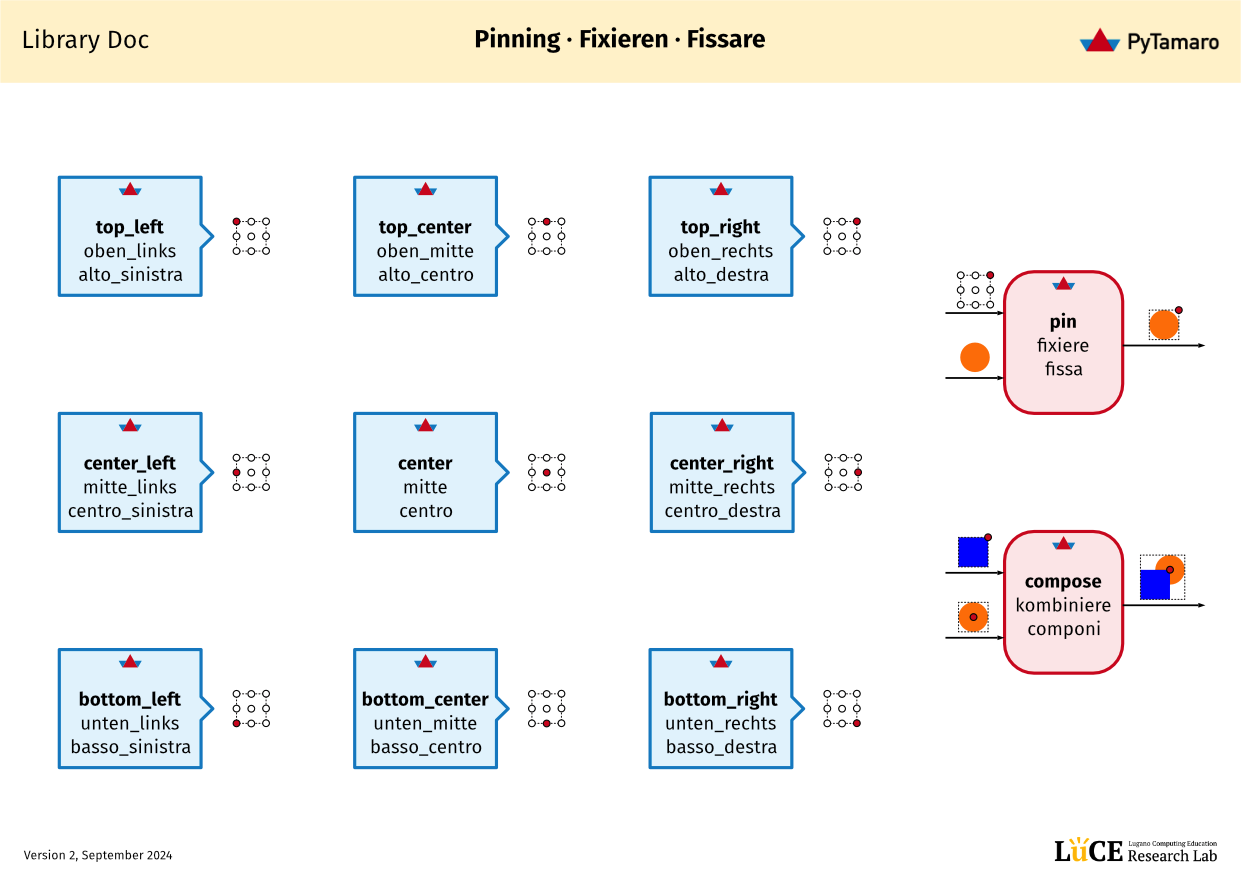 Library Doc
Pinning · Fixieren · Fissare
PyTamaro
top_left
oben_links
alto_sinistra
top_center
oben_mitte
alto_centro
top_right
oben_rechts
alto_destra
pin
fixiere
fissa
center_left
mitte_links
centro_sinistra
center
mitte
centro
center_right
mitte_rechts
centro_destra
compose
kombiniere
componi
bottom_left
unten_links
basso_sinistra
bottom_center
unten_mitte
basso_centro
bottom_right
unten_rechts
basso_destra
Version 2, September 2024
LuCE
Lugano Computing Education
Research Lab